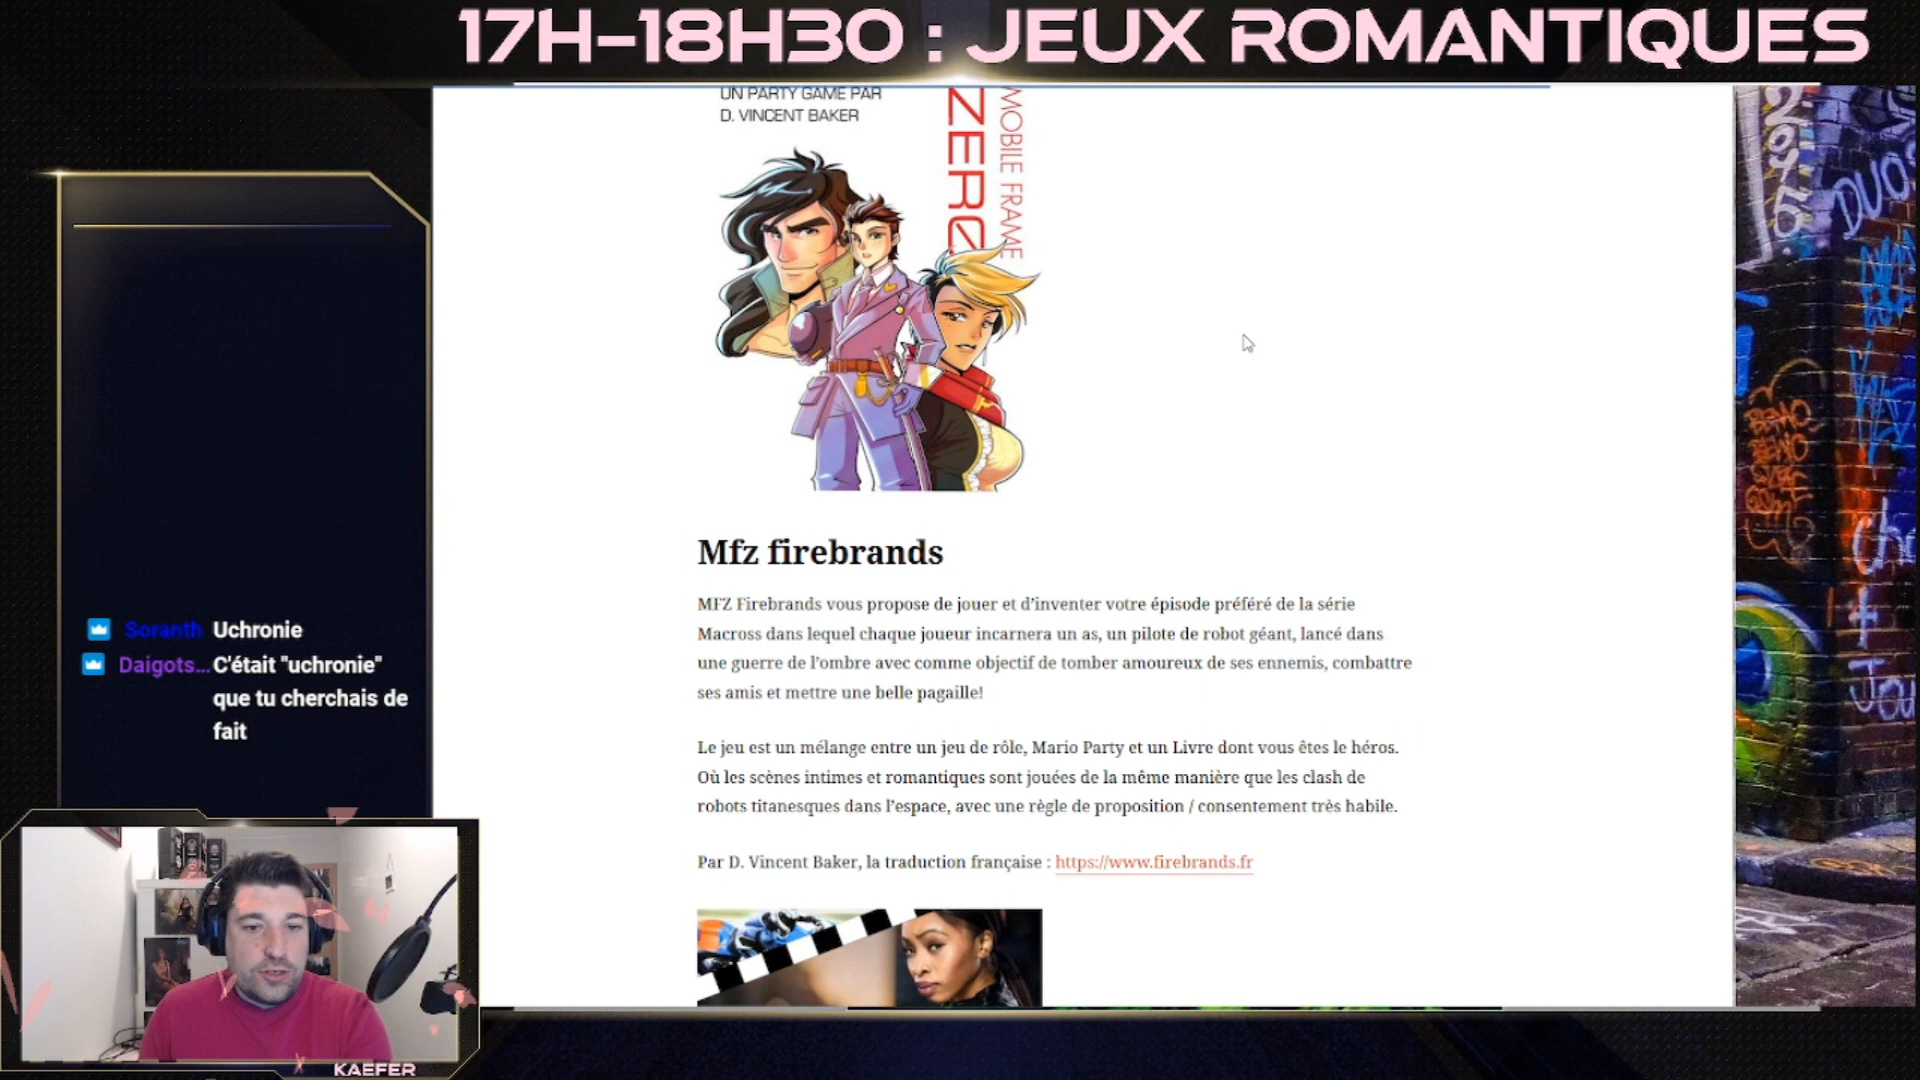 17H-18H30 : JEUX ROMANTIQUES
UN PARTY GAME PAR
D. VINCENT BAKER
MOBILE FRAME
ZERØ
Mfz firebrands
MFZ Firebrands vous propose de jouer et d’inventer votre épisode préféré de la série
Macross dans lequel chaque joueur incarnera un as, un pilote de robot géant, lancé dans
une guerre de l’ombre avec comme objectif de tomber amoureux de ses ennemis, combattre
ses amis et mettre une belle pagaille!
Le jeu est un mélange entre un jeu de rôle, Mario Party et un Livre dont vous êtes le héros.
Où les scènes intimes et romantiques sont jouées de la même manière que les clash de
robots titanesques dans l’espace, avec une règle de proposition / consentement très habile.
Par D. Vincent Baker, la traduction française : https://www.firebrands.fr
Soranth Uchronie
Daigots... C'était "uchronie"
que tu cherchais de
fait
KAEFER